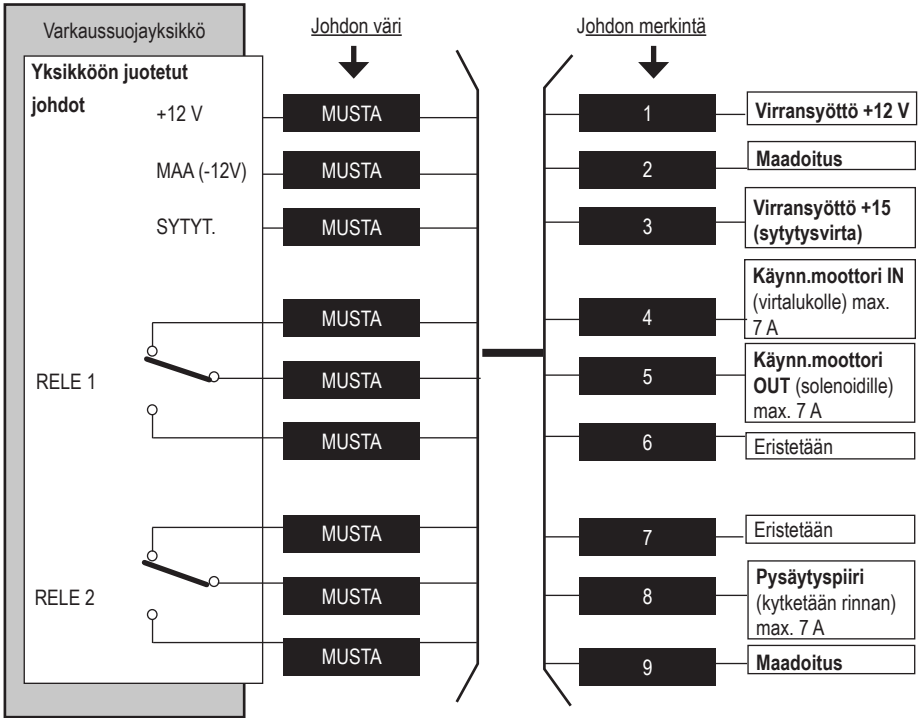 Varkaussuojayksikkö
Johdon väri
Johdon merkintä
Yksikköön juotetut
johdot
+12 V
MUSTA
1
Virransyöttö +12 V
MAA (-12V)
MUSTA
2
Maadoitus
SYTYT.
MUSTA
3
Virransyöttö +15
(sytytysvirta)
MUSTA
4
Käynn.moottori IN
(virtalukolle) max.
7 A
RELE 1
MUSTA
5
Käynn.moottori
OUT (solenoidille)
max. 7 A
MUSTA
6
Eristetään
MUSTA
7
Eristetään
RELE 2
MUSTA
8
Pysäytyspiiri
(kytketään rinnan)
max. 7 A
MUSTA
9
Maadoitus